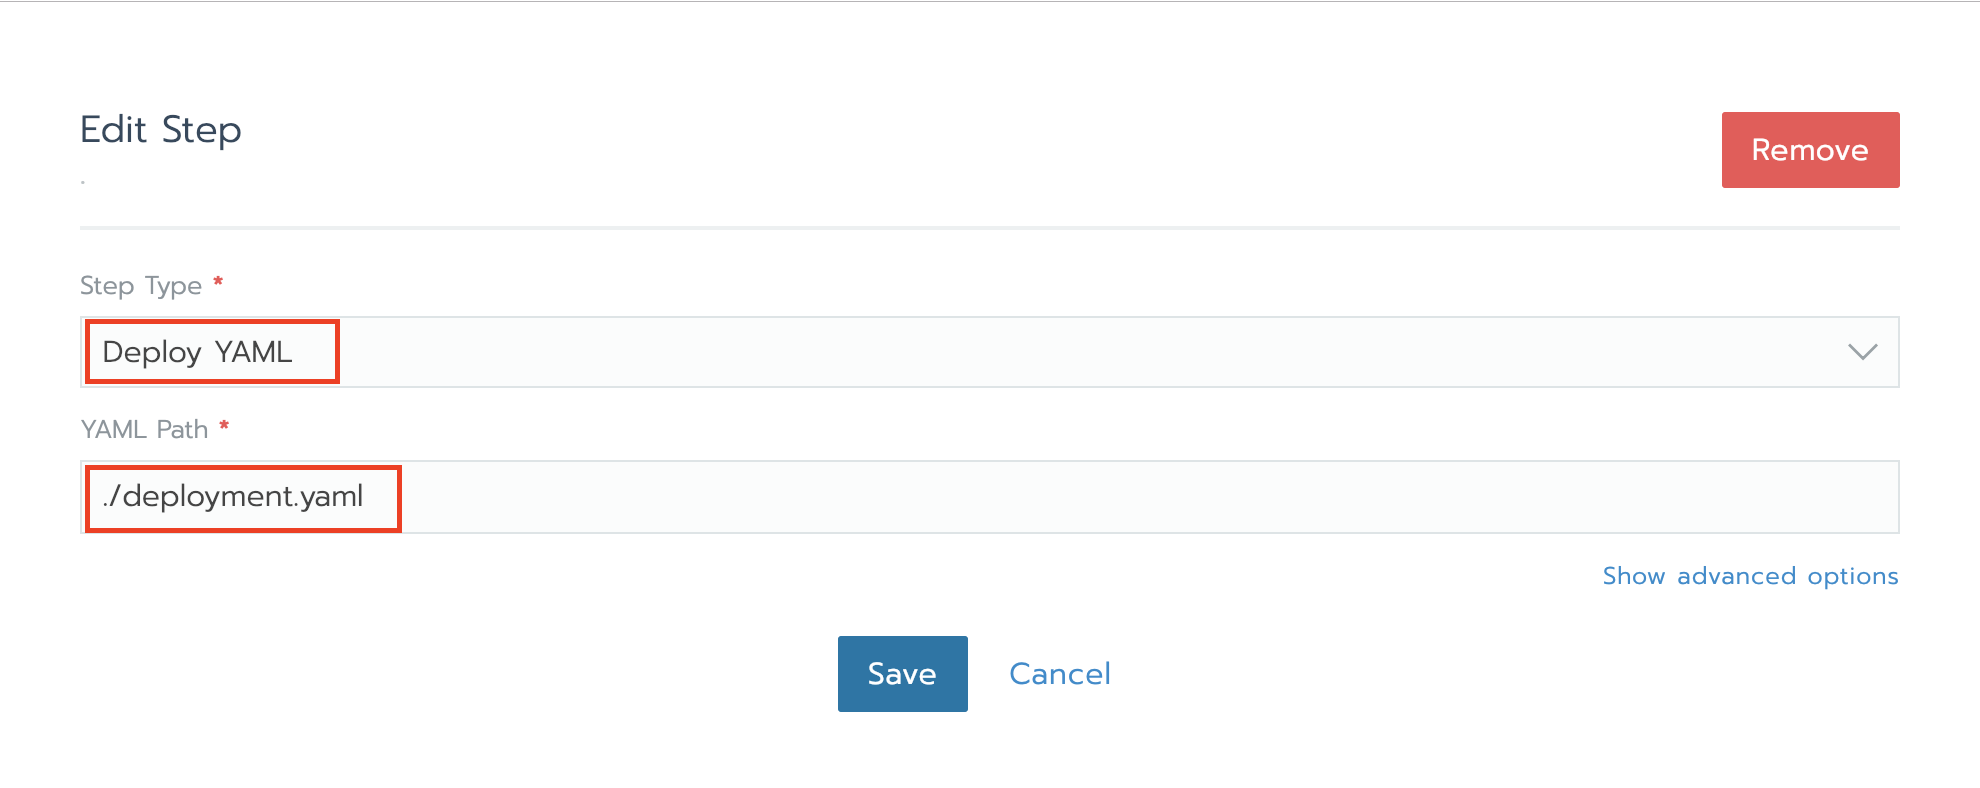 Edit Step
Remove
.
Step Type *
Deploy YAML
YAML Path *
./deployment.yaml
Show advanced options
Save Cancel